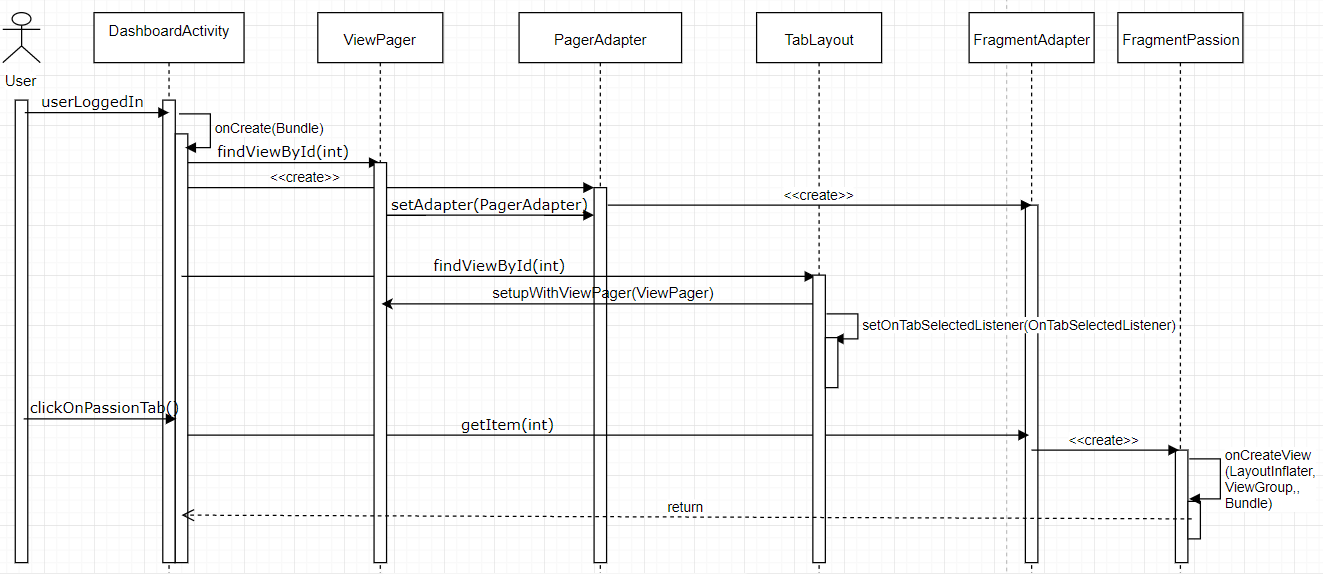 DashboardActivity
ViewPager
PagerAdapter
TabLayout
FragmentAdapter
FragmentPassion
User
userLoggedIn
onCreate(Bundle)
findViewById(int)
<<create>>
<<create>>
setAdapter(PagerAdapter)
findViewById(int)
setupWithViewPager(ViewPager)
setOnTabSelectedListener(OnTabSelectedListener)
clickOnPassionTab()
getItem(int)
<<create>>
onCreateView
(LayoutInflater,
ViewGroup,,
Bundle)
return